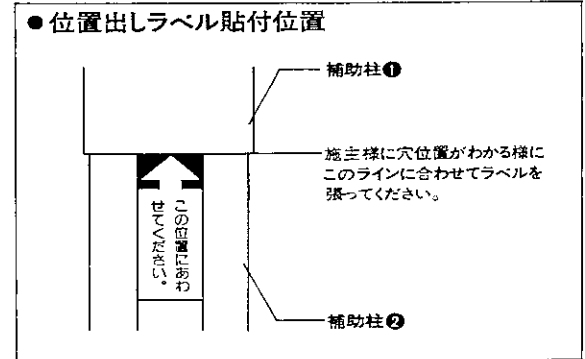 ●位置出しラベル貼付位置
補助柱❶
施主様に穴位置がわかる様に
このラインに合わせてラベルを
張ってください。
この位置にあわ
せてください。
補助柱❷